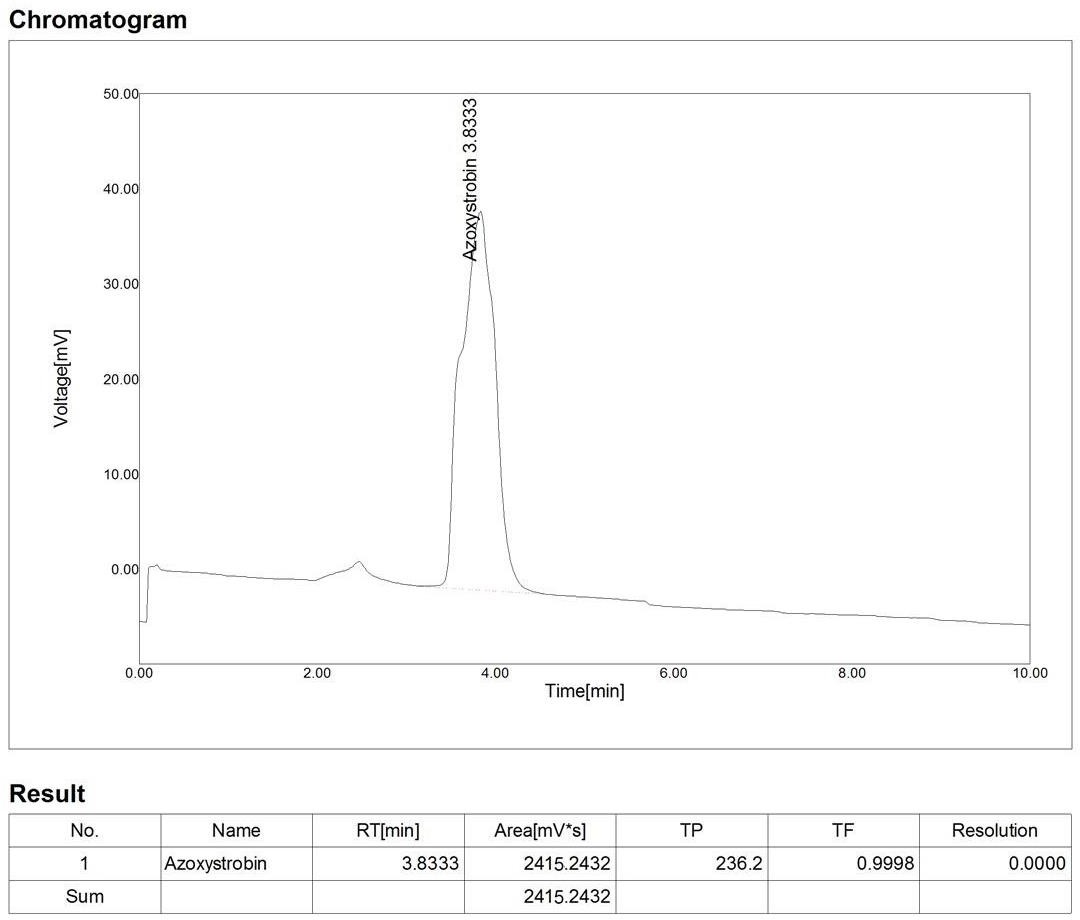 Chromatogram
50.00
40.00
30.00
20.00
10.00
0.00
Voltage[mV]
Azoxystrobin 3.8333
0.00 2.00 4.00 6.00 8.00 10.00
Time[min]
Result
No. Name RT[min] Area[mV*s] TP TF Resolution
1 Azoxystrobin 3.8333 2415.2432 236.2 0.9998 0.0000
Sum 2415.2432